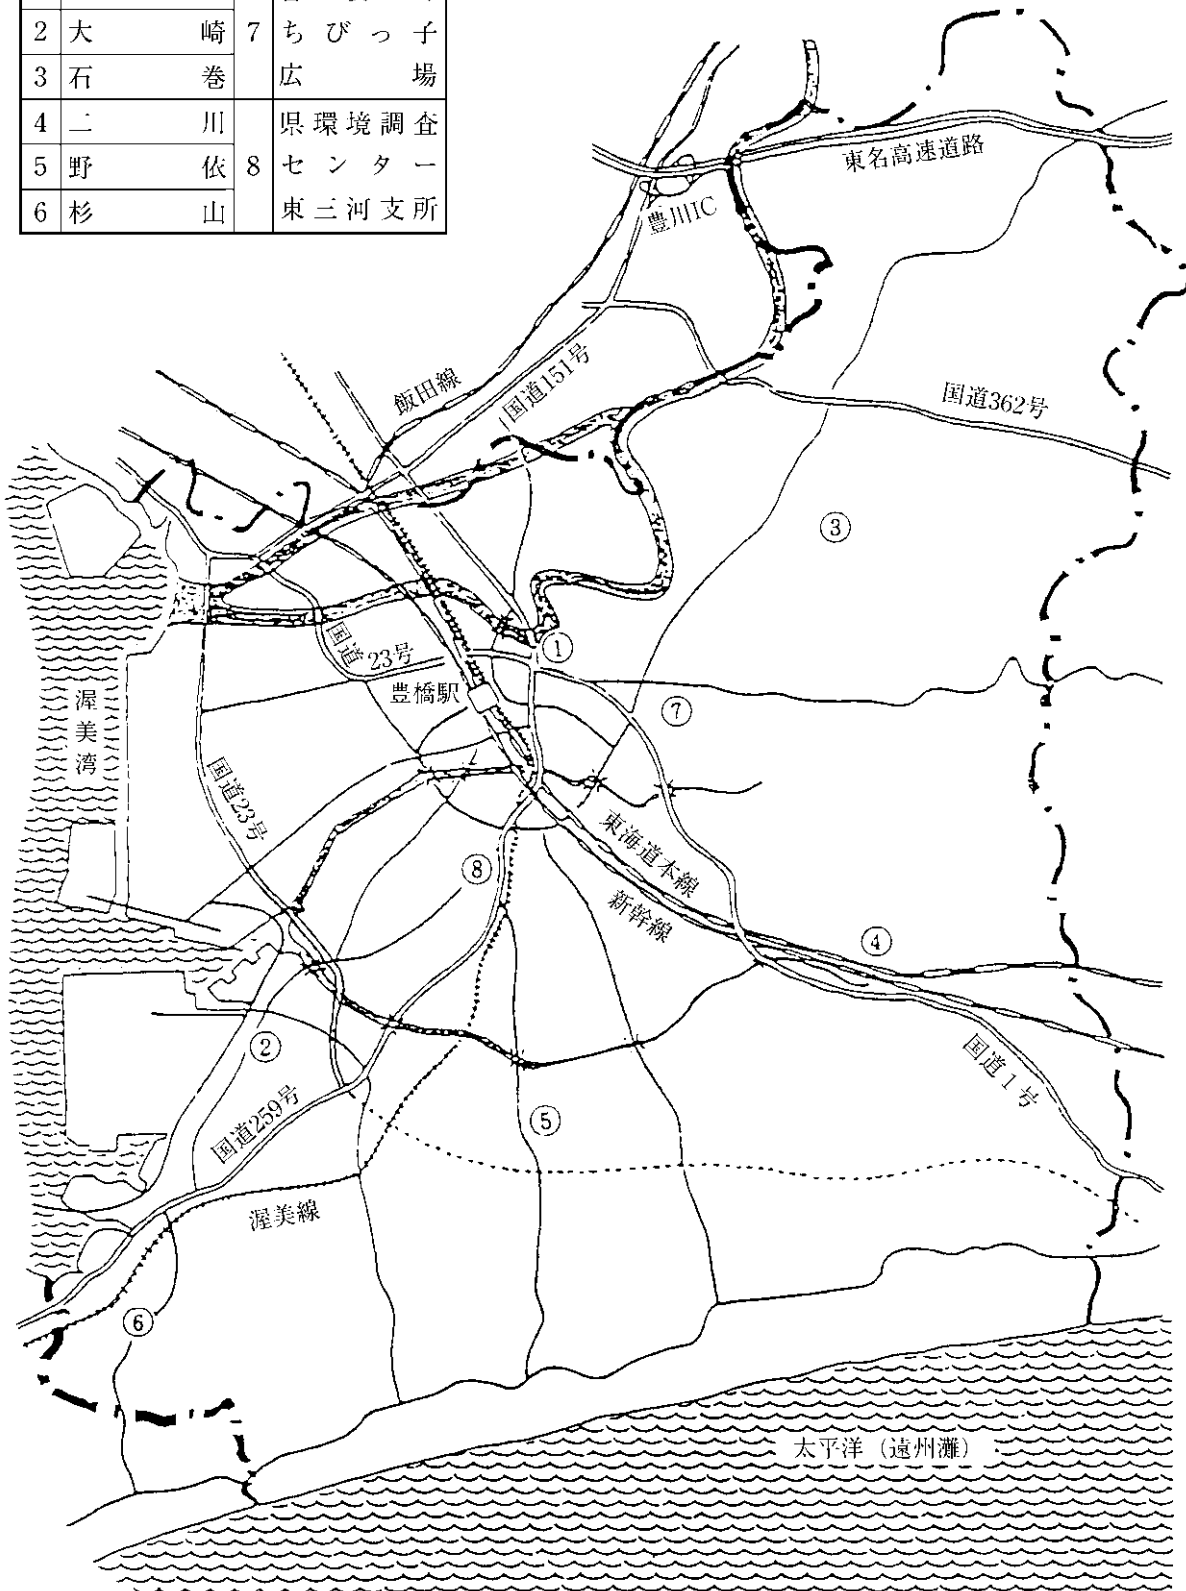 2 大崎 7 ちびっ子
3 石巻 広場
4 二川 県環境調査
5 野依 8 センター
6 杉山 東三河支所
東名高速道路
豊川IC
飯田線
国道151号
国道362号
③
①
国道23号
豊橋駅
⑦
渥美湾
国道23号
東海道本線
⑧
新幹線
④
②
国道1号
国道259号
⑤
渥美線
⑥
太平洋(遠州灘)